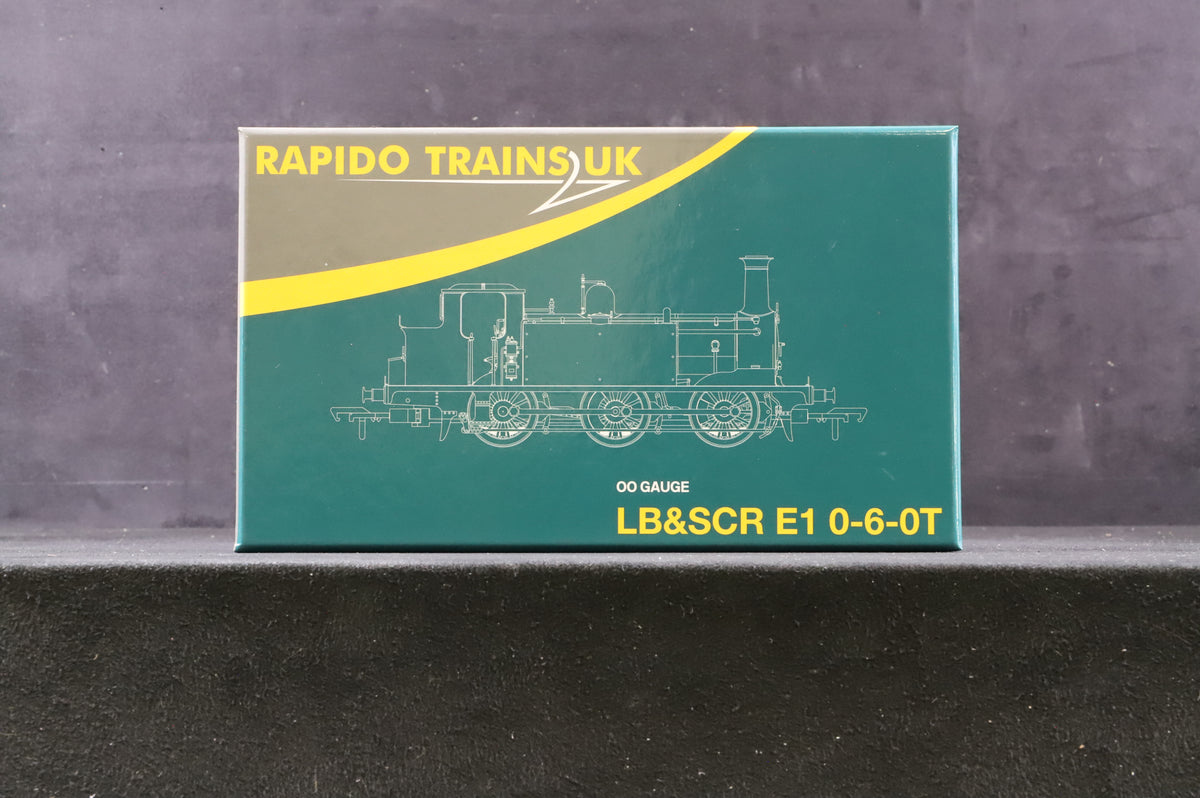 RAPIDO TRAINS UK
OO GAUGE
LB&SCR E1 0-6-0T